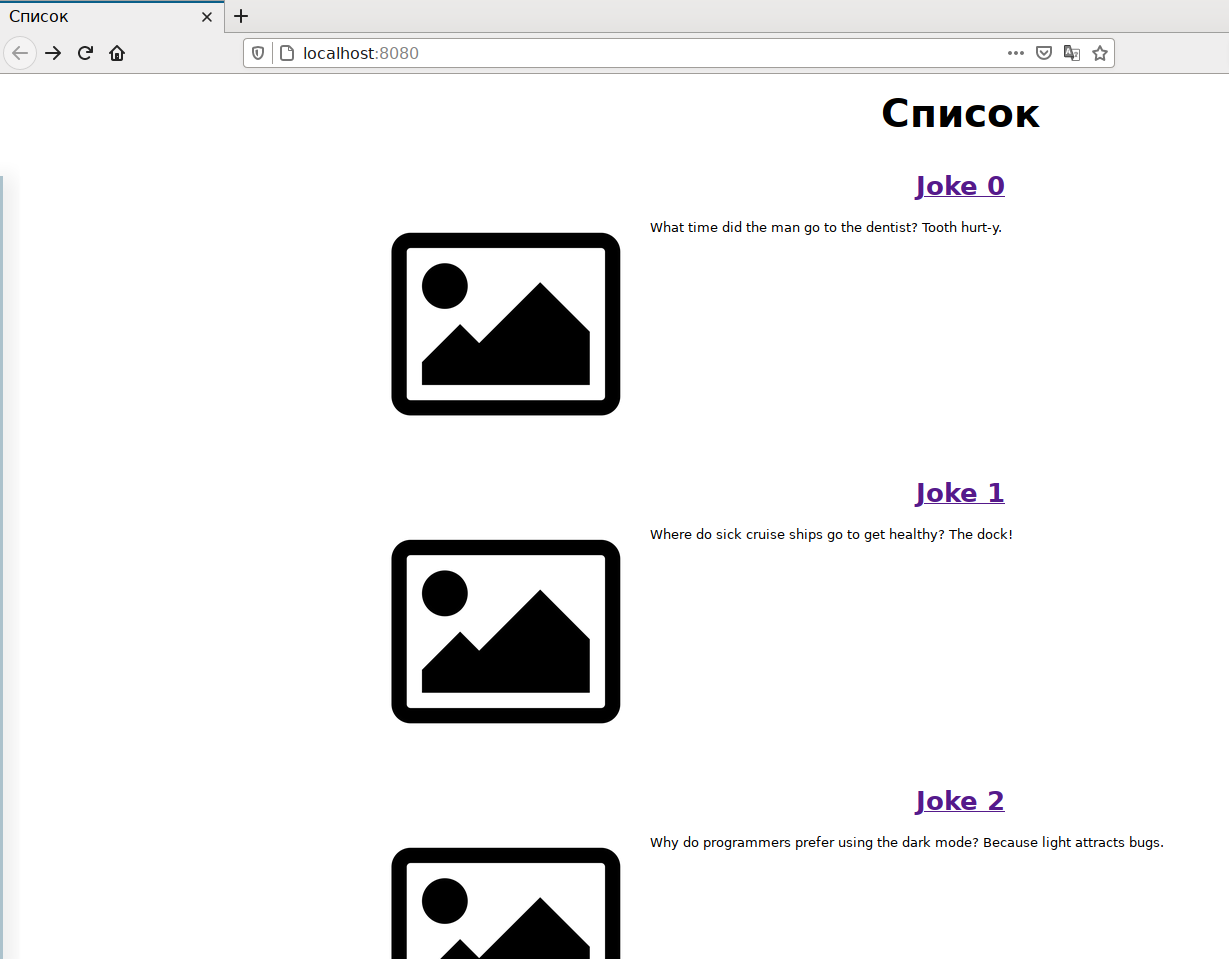 Список
localhost:8080
Список
Joke 0
What time did the man go to the dentist? Tooth hurt-y.
Joke 1
Where do sick cruise ships go to get healthy? The dock!
Joke 2
Why do programmers prefer using the dark mode? Because light attracts bugs.